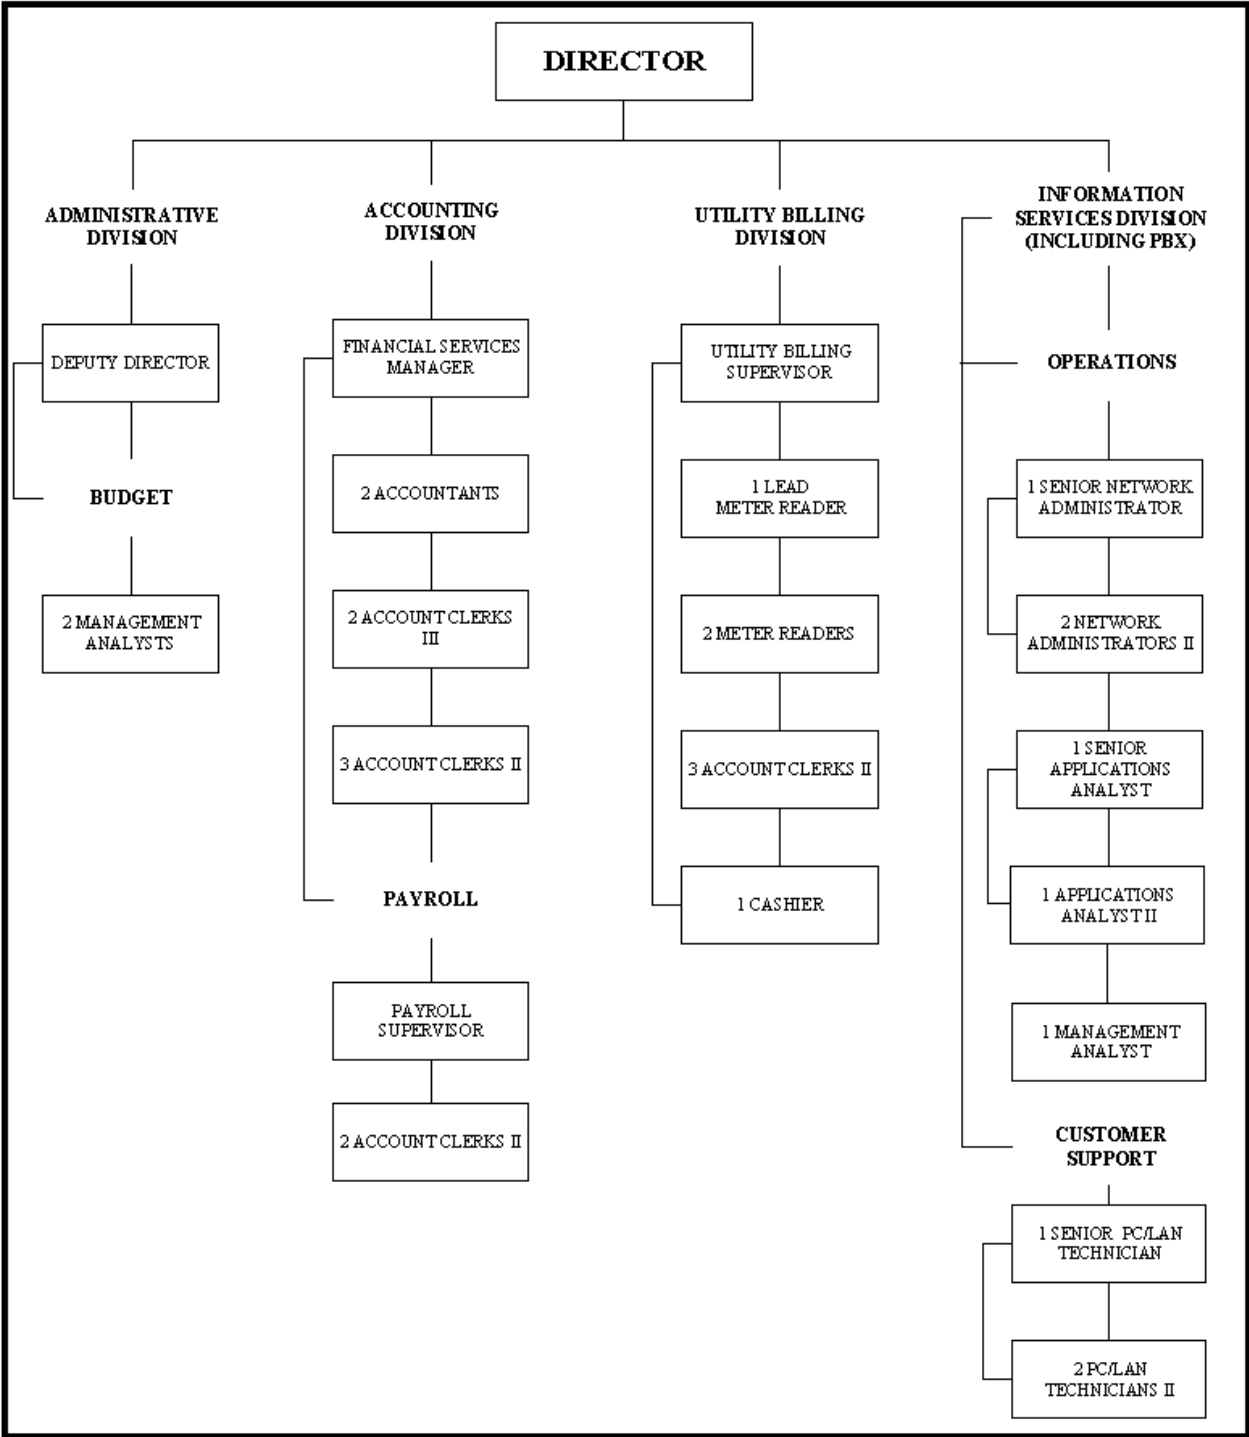 DIRECTOR
ADMINISTRATIVE
DIVISION
DEPUTY DIRECTOR
BUDGET
2 MANAGEMENT
ANALYSTS
ACCOUNTING
DIVISION
FINANCIAL SERVICES
MANAGER
2 ACCOUNTANTS
2 ACCOUNT CLERKS
III
3 ACCOUNT CLERKS II
PAYROLL
PAYROLL
SUPERVISOR
2 ACCOUNT CLERKS II
UTILITY BILLING
DIVISION
UTILITY BILLING
SUPERVISOR
1 LEAD
METER READER
2 METER READERS
3 ACCOUNT CLERKS II
1 CASHIER
INFORMATION
SERVICES DIVISION
(INCLUDING PBX)
OPERATIONS
1 SENIOR NETWORK
ADMINISTRATOR
2 NETWORK
ADMINISTRATORS II
1 SENIOR
APPLICATIONS
ANALYST
1 APPLICATIONS
ANALYST II
1 MANAGEMENT
ANALYST
CUSTOMER
SUPPORT
1 SENIOR PC/LAN
TECHNICIAN
2 PC/LAN
TECHNICIANS II